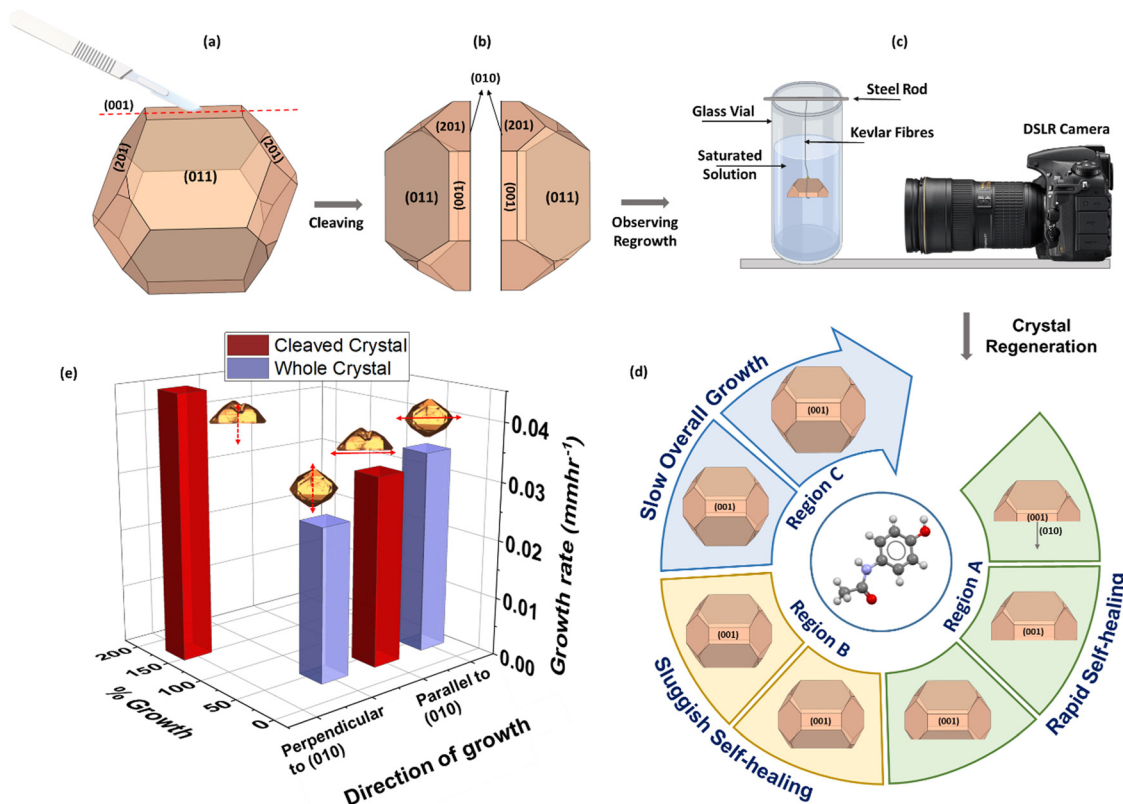 (a)
(001)
(201)
(201)
(011)
Cleaving
(b)
(010)
(201)
(201)
(011)
(001)
(001)
(011)
Observing
Regrowth
(c)
Steel Rod
Glass Vial
Kevlar Fibres
Saturated
Solution
DSLR Camera
Crystal
Regeneration
(d)
Slow Overall Growth
Region C
(001)
(001)
Region B
Sluggish Self-healing
(001)
(001)
Region A
Rapid Self-healing
(001)
(010)
(001)
(001)
(e)
Cleaved Crystal
Whole Crystal
0.04
0.03
0.02
0.01
0.00
Growth rate (mmhr⁻¹)
200
150
100
50
0
% Growth
Perpendicular
to (010)
Parallel to
(010)
Direction of growth